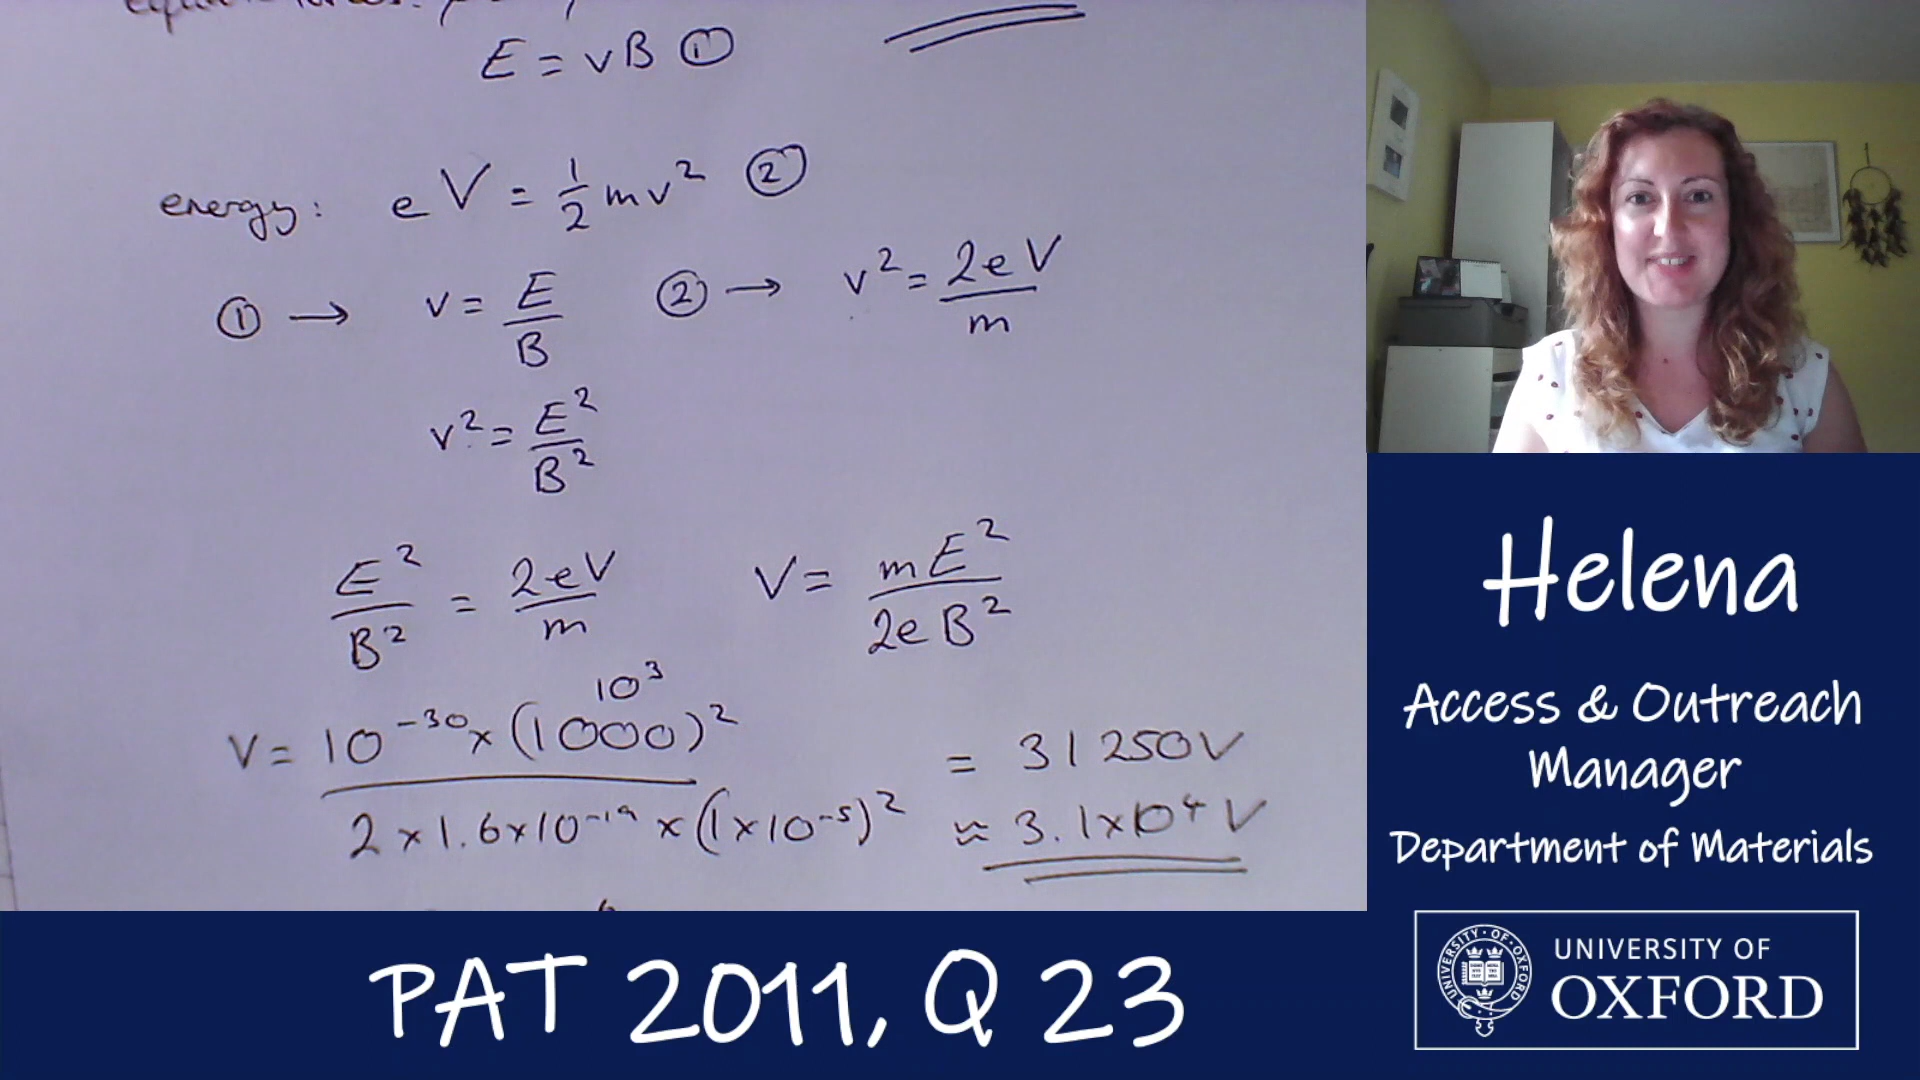 E = vB ①
energy: eV = 1/2 mv² ②
① → v = E/B ② → v² = 2eV/m
v² = E²/B²
E²/B² = 2eV/m V = mE²/2eB²
10³
V = 10⁻³⁰ × (1000)² / 2 × 1.6 × 10⁻¹⁹ × (1 × 10⁻⁵)² = 31250V
≈ 3.1 × 10⁴ V
Helena
Access & Outreach
Manager
Department of Materials
PAT 2011, Q 23
UNIVERSITY OF
OXFORD